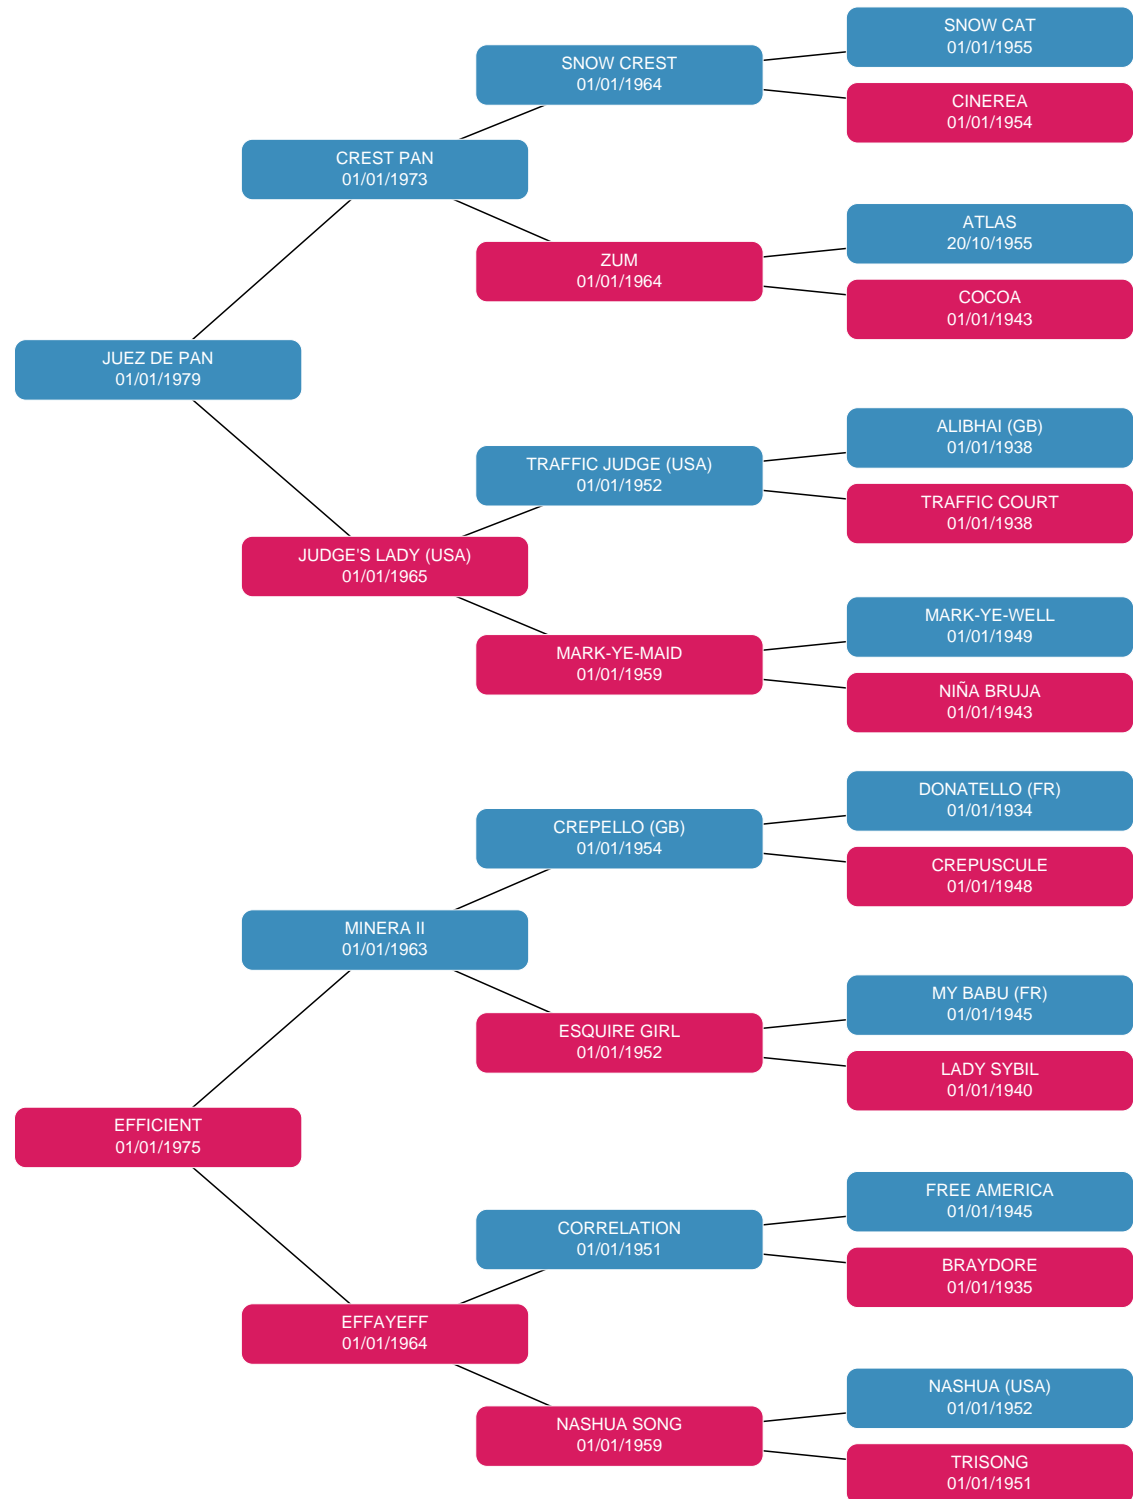 SNOW CAT
01/01/1955
SNOW CREST
01/01/1964
CINEREA
01/01/1954
CREST PAN
01/01/1973
ATLAS
20/10/1955
ZUM
01/01/1964
COCOA
01/01/1943
JUEZ DE PAN
01/01/1979
ALIBHAI (GB)
01/01/1938
TRAFFIC JUDGE (USA)
01/01/1952
TRAFFIC COURT
01/01/1938
JUDGE'S LADY (USA)
01/01/1965
MARK-YE-WELL
01/01/1949
MARK-YE-MAID
01/01/1959
NIÑA BRUJA
01/01/1943
DONATELLO (FR)
01/01/1934
CREPELLO (GB)
01/01/1954
CREPUSCULE
01/01/1948
MINERA II
01/01/1963
MY BABU (FR)
01/01/1945
ESQUIRE GIRL
01/01/1952
LADY SYBIL
01/01/1940
EFFICIENT
01/01/1975
FREE AMERICA
01/01/1945
CORRELATION
01/01/1951
BRAYDORE
01/01/1935
EFFAYEFF
01/01/1964
NASHUA (USA)
01/01/1952
NASHUA SONG
01/01/1959
TRISONG
01/01/1951